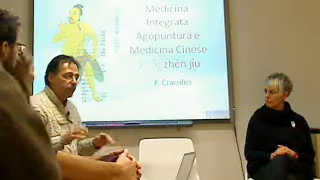 Medicina
Integrata
Agopuntura e
Medicina Cinese
zhen jiu
F. Cracolici